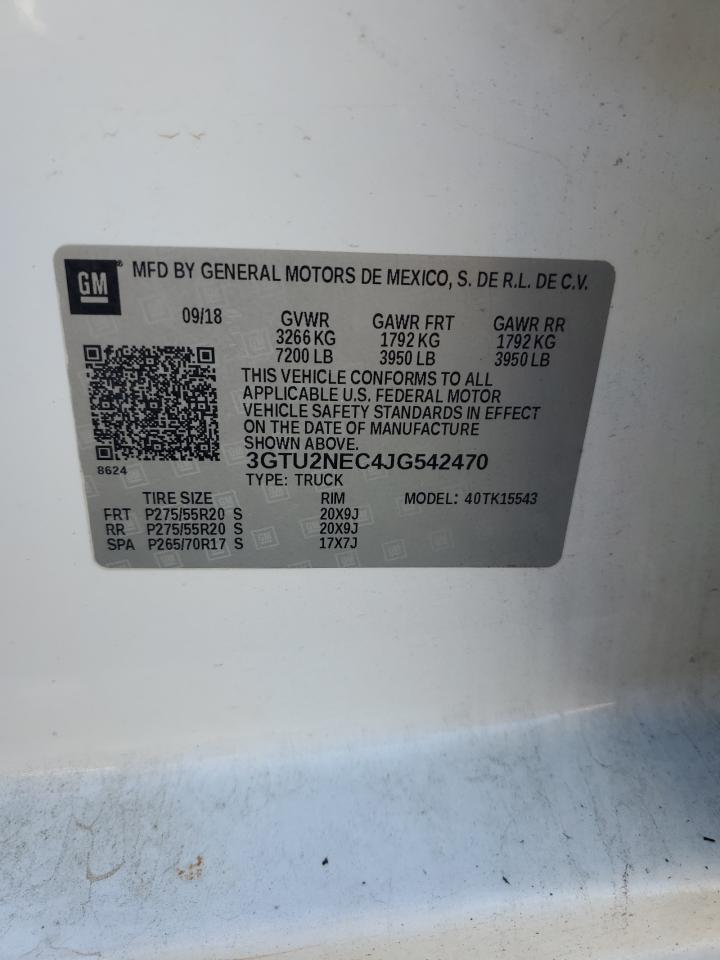 GM
MFD BY GENERAL MOTORS DE MEXICO, S. DE R.L. DE C.V.
09/18 GVWR GAWR FRT GAWR RR
3266 KG 1792 KG 1792 KG
7200 LB 3950 LB 3950 LB
THIS VEHICLE CONFORMS TO ALL
APPLICABLE U.S. FEDERAL MOTOR
VEHICLE SAFETY STANDARDS IN EFFECT
ON THE DATE OF MANUFACTURE
SHOWN ABOVE.
8624
3GTU2NEC4JG542470
TYPE: TRUCK
TIRE SIZE RIM MODEL: 40TK15543
FRT P275/55R20 S 20X9J
RR P275/55R20 S 20X9J
SPA P265/70R17 S 17X7J